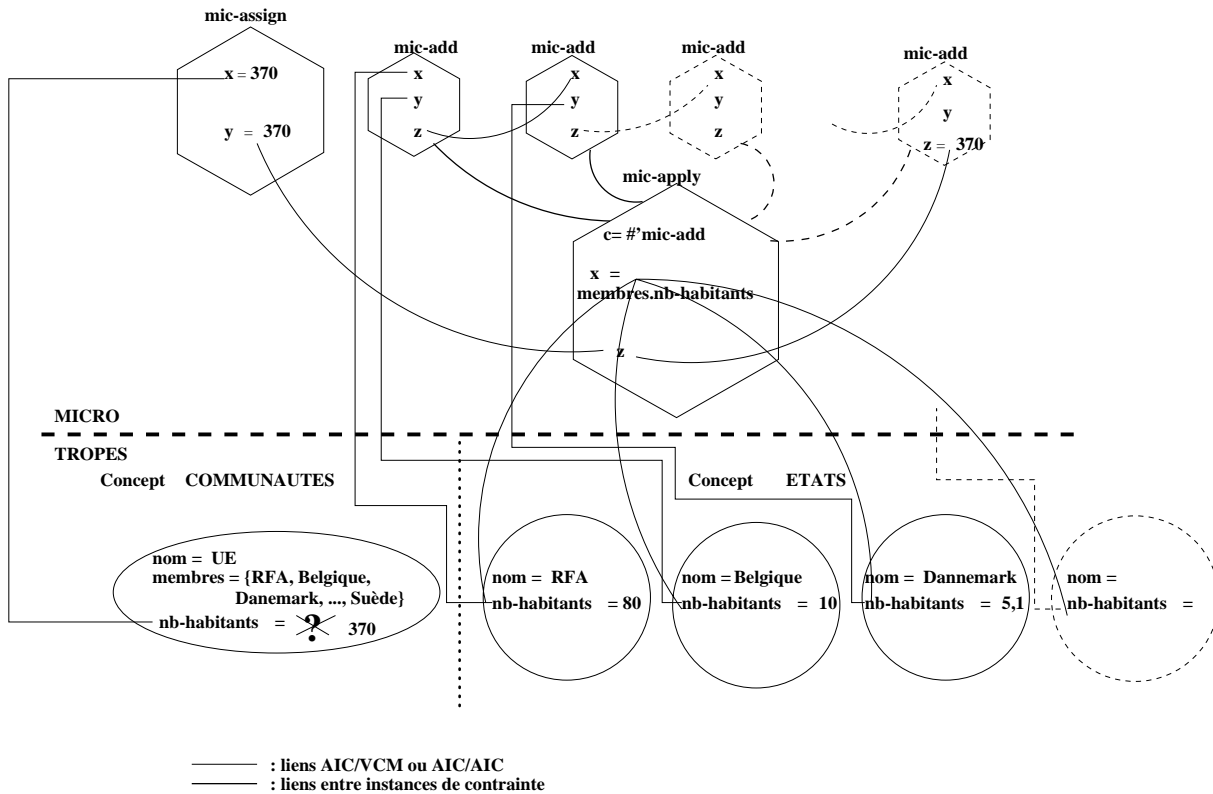 mic-assign
x = 370
y = 370
mic-add
x
y
z
mic-add
x
y
z
mic-add
x
y
z
mic-add
x
y
z = 370
mic-apply
c= #'mic-add
x =
membres.nb-habitants
z
MICRO
TROPES
Concept COMMUNAUTES
Concept ETATS
nom = UE
membres = {RFA, Belgique,
Danemark, ..., Suède}
nb-habitants = ? 370
nom = RFA
nb-habitants = 80
nom = Belgique
nb-habitants = 10
nom = Dannemark
nb-habitants = 5,1
nom =
nb-habitants =
: liens AIC/VCM ou AIC/AIC
: liens entre instances de contrainte